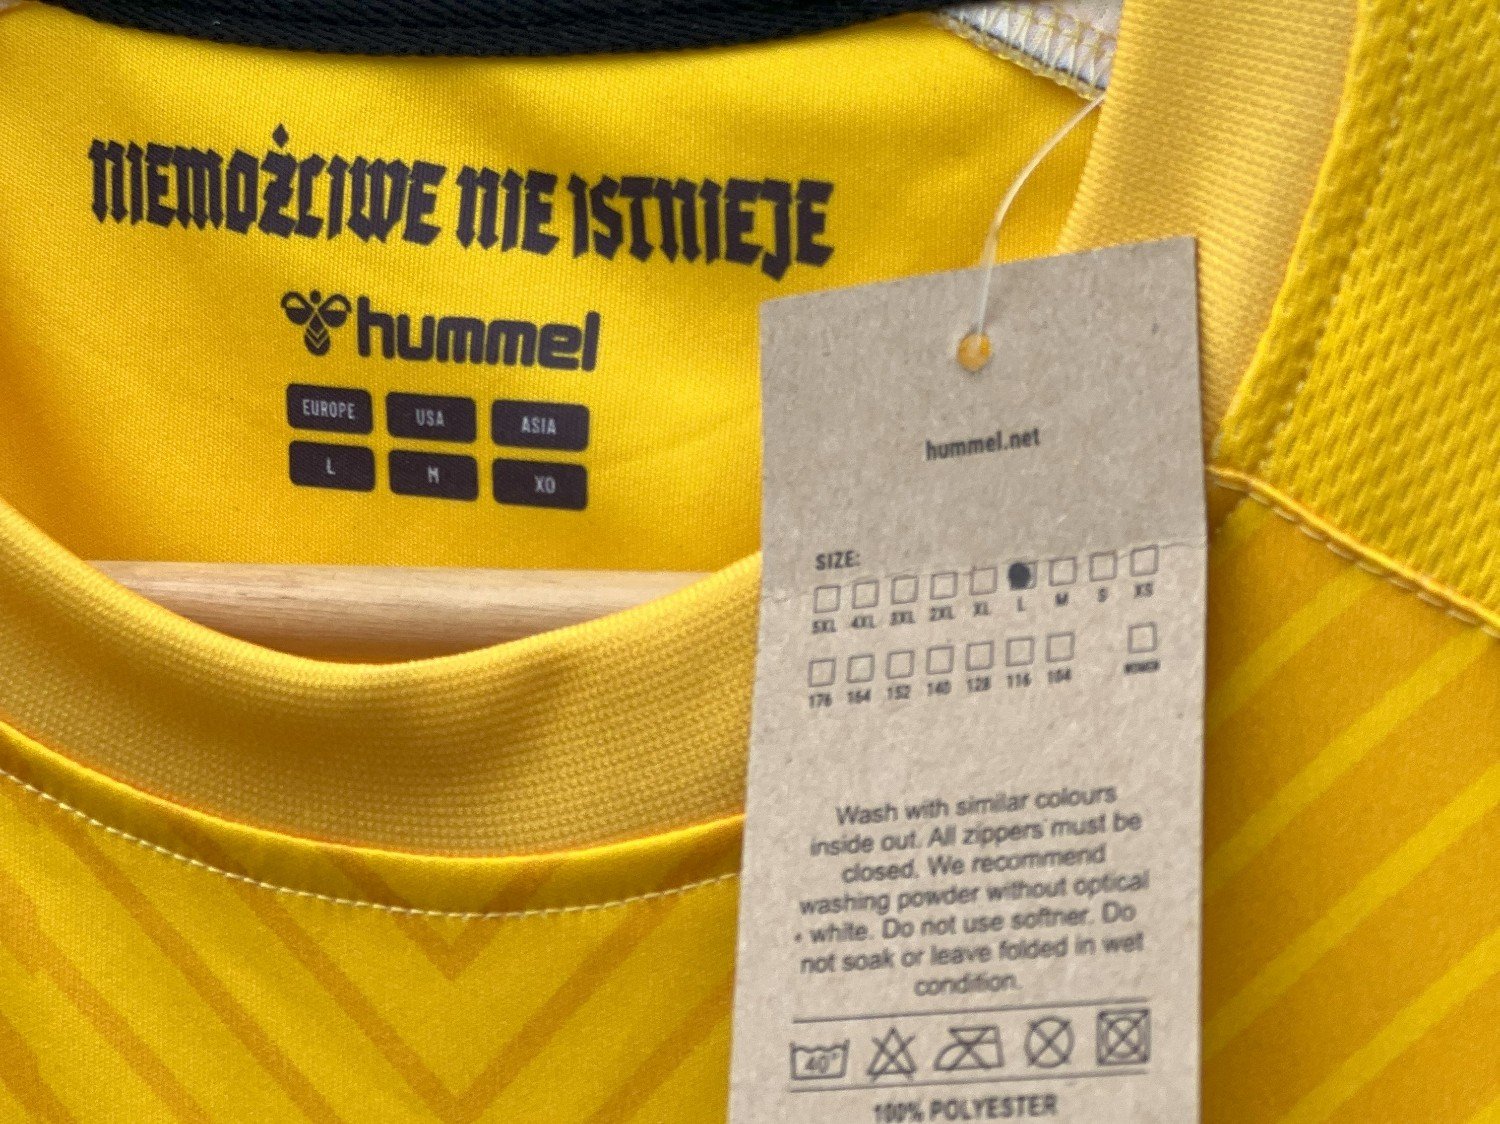 NIEMOŻLIWE NIE ISTNIEJE
hummel
EUROPE USA ASIA
L M XO
hummel.net
SIZE:
5XL 4XL 3XL 2XL XL L M S XS
176 164 152 140 128 116 104 WOMEN
Wash with similar colours
inside out. All zippers must be
closed. We recommend
washing powder without optical
white. Do not use softner. Do
not soak or leave folded in wet
condition.
40°
100% POLYESTER